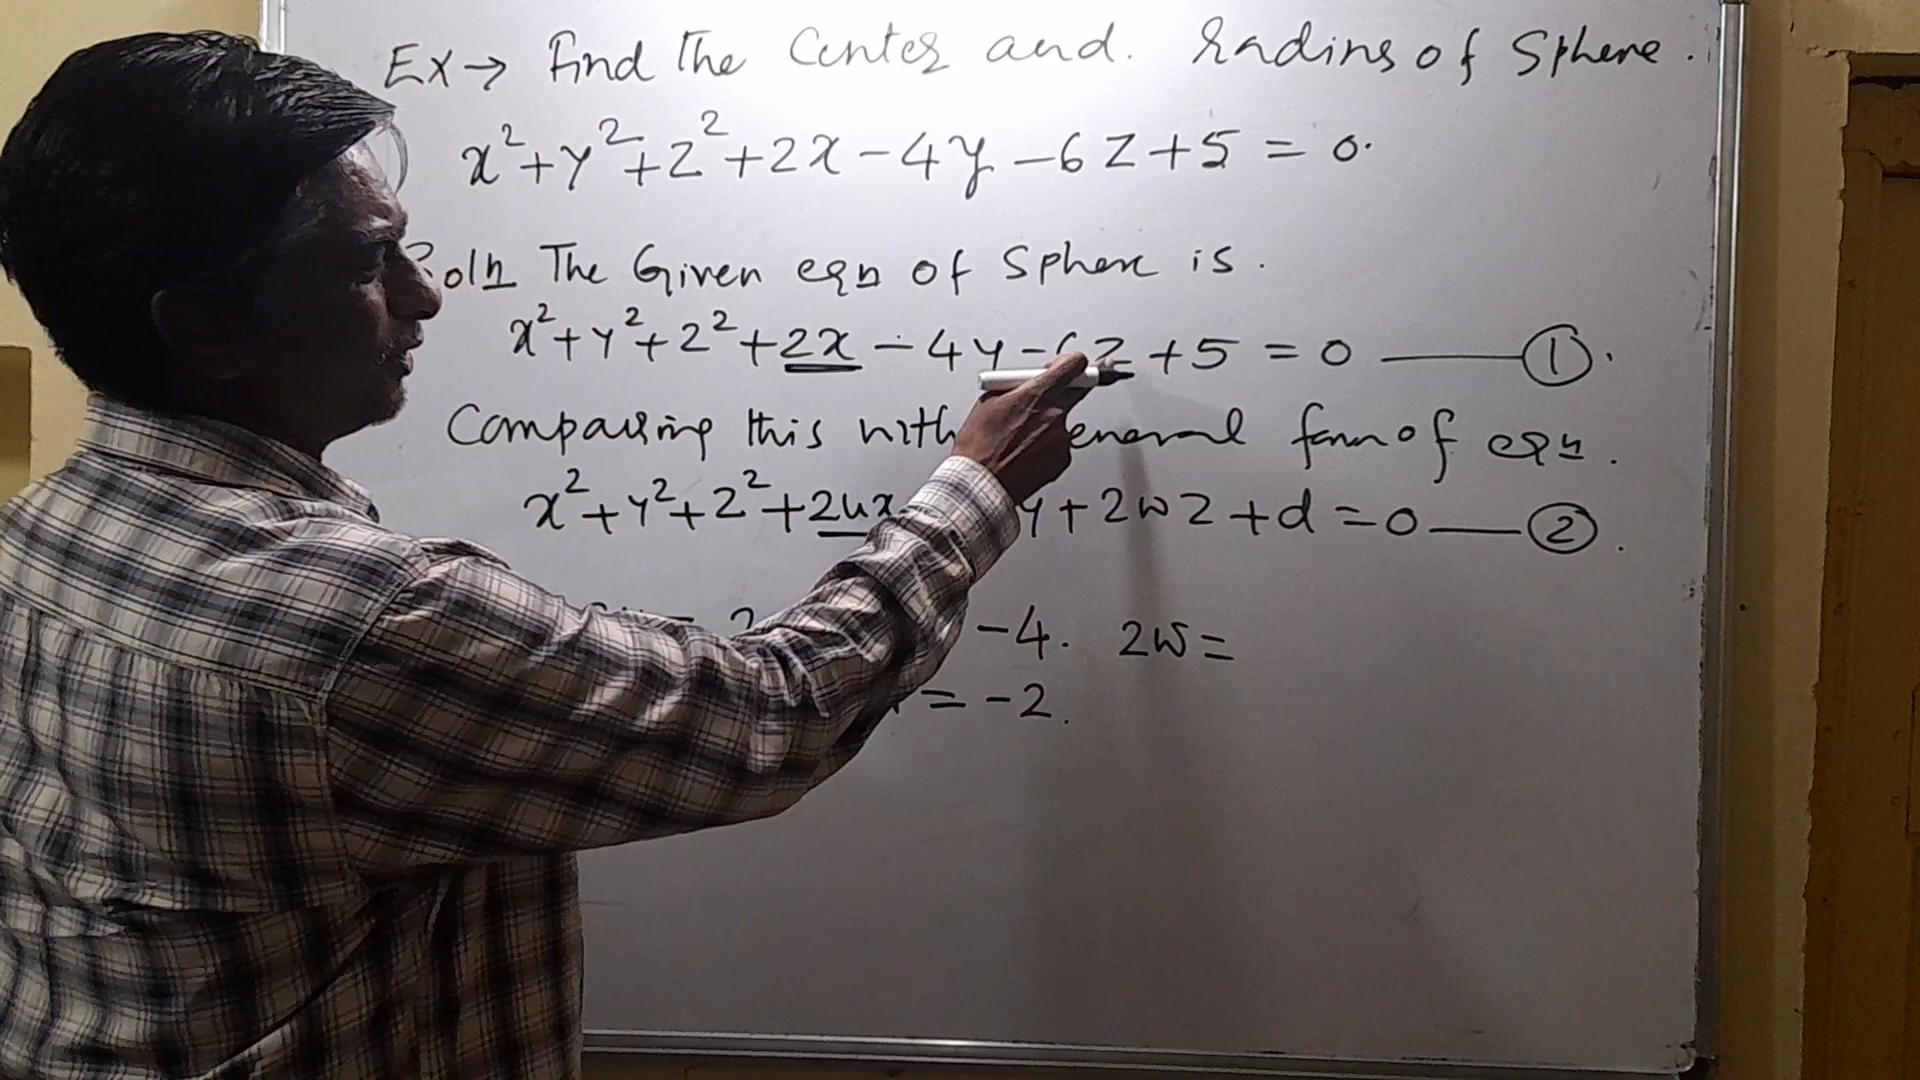 Ex→ Find The Center and. Radius of Sphere.
x²+y²+z²+2x-4y-6z+5=0.
Soln The Given eqn of Sphere is.
x²+y²+z²+2x-4y-6z+5=0 — ①.
Comparing this with General form of eqn.
x²+y²+z²+2ux y+2wz+d=0 — ②.
= 2 -4. 2w=
=-2.